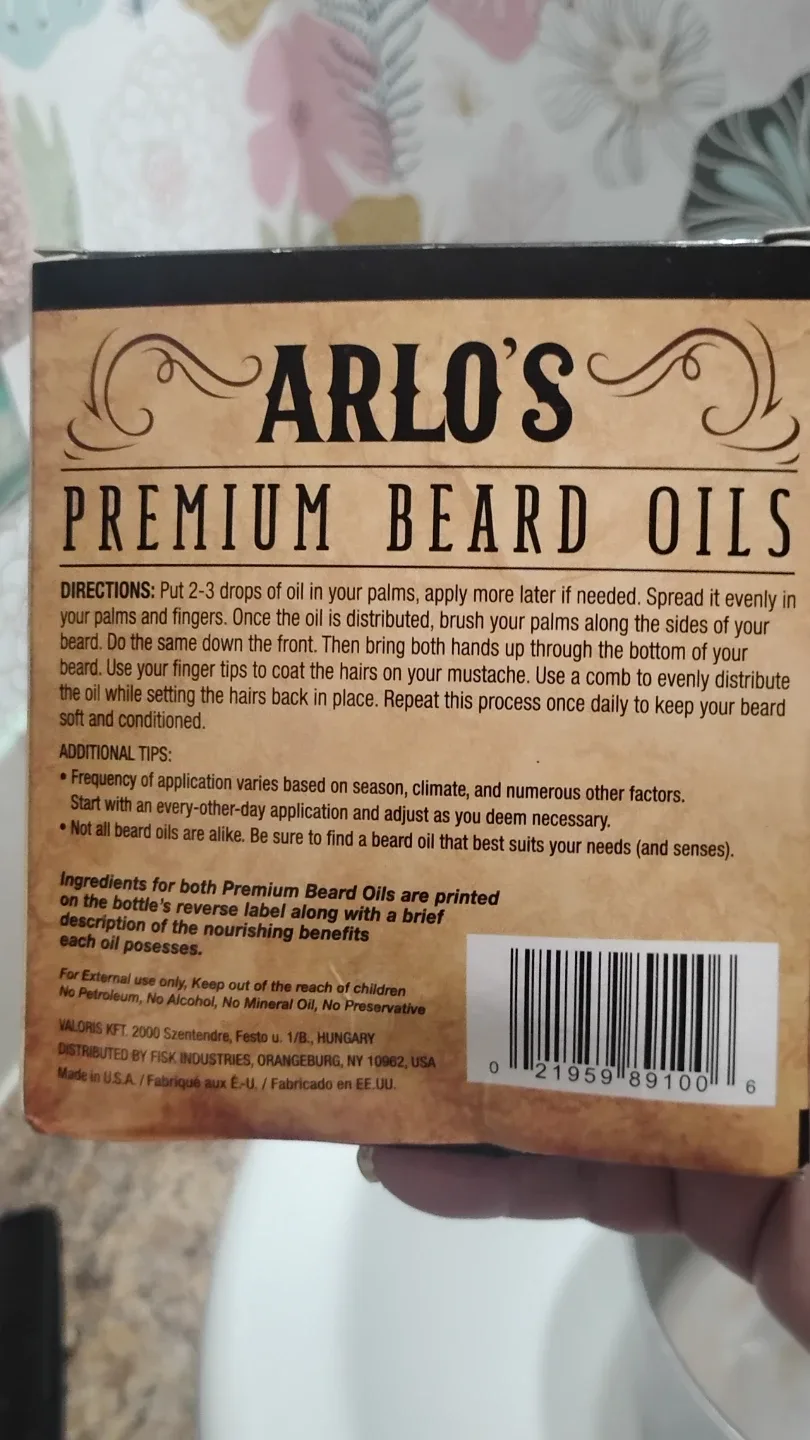 ARLO'S
PREMIUM BEARD OILS
DIRECTIONS: Put 2-3 drops of oil in your palms, apply more later if needed. Spread it evenly in
your palms and fingers. Once the oil is distributed, brush your palms along the sides of your
beard. Do the same down the front. Then bring both hands up through the bottom of your
beard. Use your finger tips to coat the hairs on your mustache. Use a comb to evenly distribute
the oil while setting the hairs back in place. Repeat this process once daily to keep your beard
soft and conditioned.
ADDITIONAL TIPS:
• Frequency of application varies based on season, climate, and numerous other factors.
Start with an every-other-day application and adjust as you deem necessary.
• Not all beard oils are alike. Be sure to find a beard oil that best suits your needs (and senses).
Ingredients for both Premium Beard Oils are printed
on the bottle's reverse label along with a brief
description of the nourishing benefits
each oil posesses.
For External use only, Keep out of the reach of children
No Petroleum, No Alcohol, No Mineral Oil, No Preservative
VALORIS KFT. 2000 Szentendre, Festo u. 1/B., HUNGARY
DISTRIBUTED BY FISK INDUSTRIES, ORANGEBURG, NY 10962, USA
Made in U.S.A. / Fabriqué aux É.-U. / Fabricado en EE.UU.
0 21959 89100 6